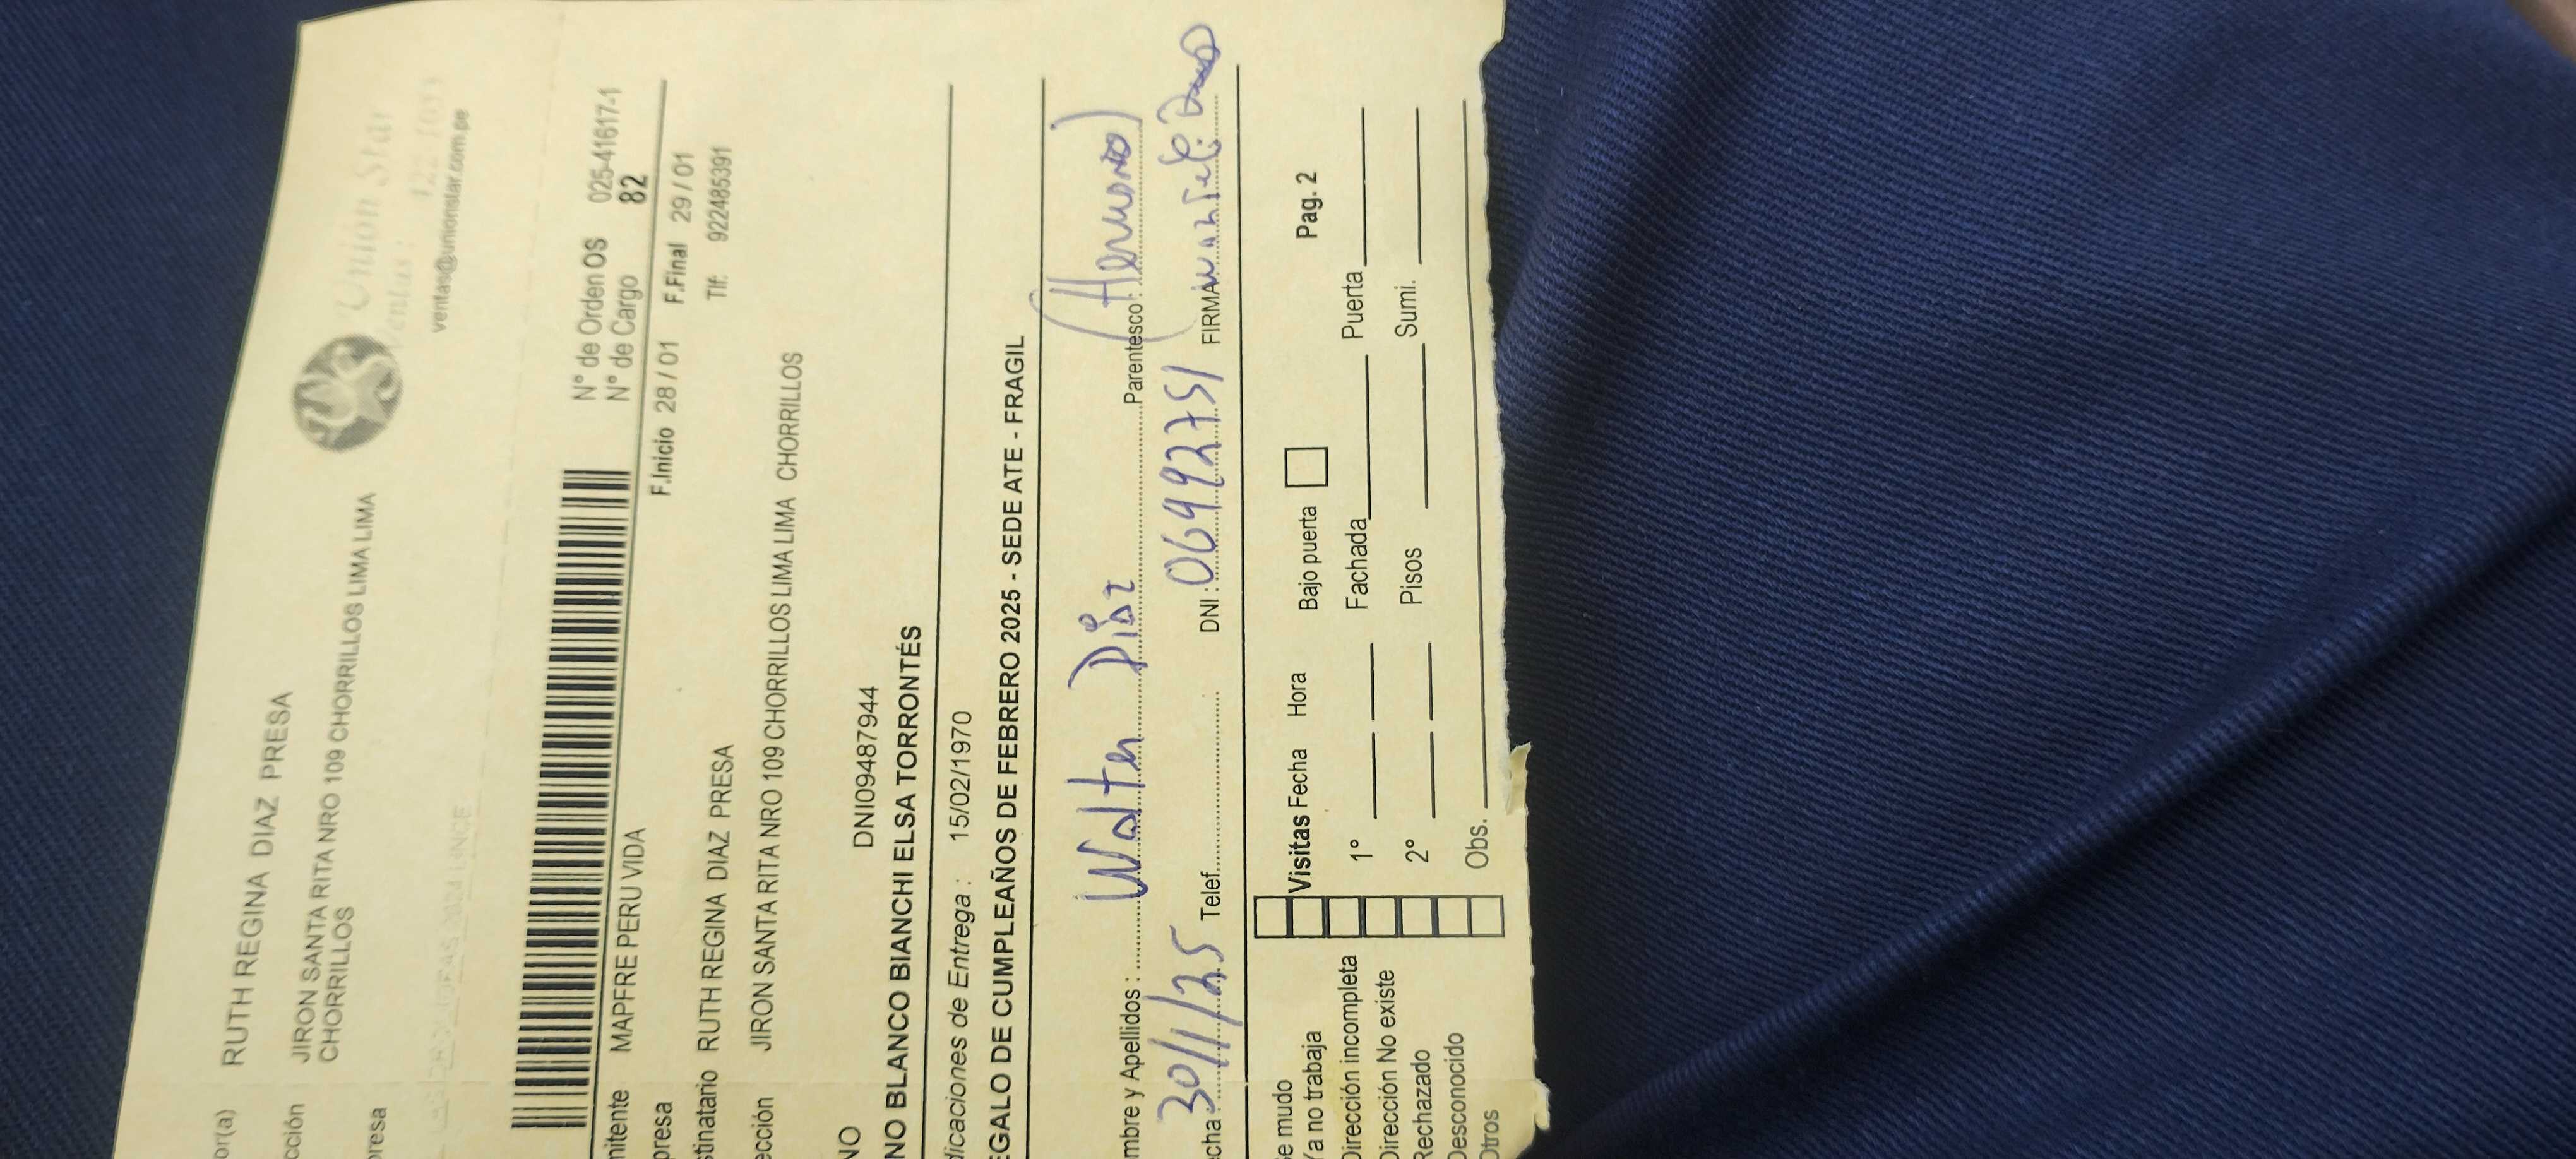 or(a) RUTH REGINA DIAZ PRESA
cción JIRON SANTA RITA NRO 109 CHORRILLOS LIMA LIMA
CHORRILLOS
presa
Union Star
Ventas :
ventas@unionstar.com.pe
N° de Orden OS 025-41617-1
N° de Cargo 82
mitente MAPFRE PERU VIDA
F.Inicio 28 / 01 F.Final 29 / 01
presa
Tlf: 922485391
stinatario RUTH REGINA DIAZ PRESA
ección JIRON SANTA RITA NRO 109 CHORRILLOS LIMA LIMA CHORRILLOS
DNI09487944
NO
NO BLANCO BIANCHI ELSA TORRONTÉS
dicaciones de Entrega : 15/02/1970
EGALO DE CUMPLEAÑOS DE FEBRERO 2025 - SEDE ATE - FRAGIL
mbre y Apellidos : Walter Díaz Parentesco : (Hermano)
cha : 30/1/25 Telef. DNI : 06499275 FIRMA
Se mudo
Ya no trabaja
Dirección incompleta
Dirección No existe
Rechazado
Desconocido
Otros
Visitas Fecha Hora Bajo puerta Pag. 2
1° Fachada Puerta
2° Pisos Sumi.
Obs.